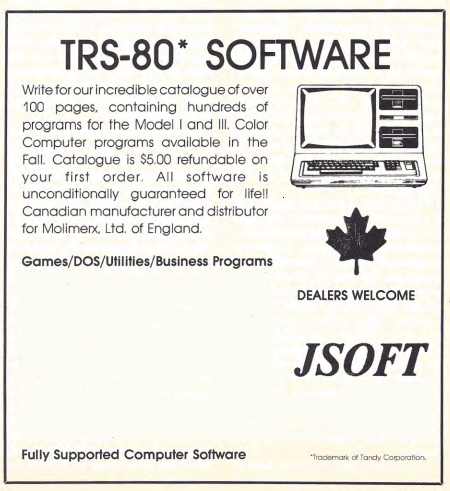 TRS-80* SOFTWARE
Write for our incredible catalogue of over
100 pages, containing hundreds of
programs for the Model I and III. Color
Computer programs available in the
Fall. Catalogue is $5.00 refundable on
your first order. All software is
unconditionally guaranteed for life!!
Canadian manufacturer and distributor
for Molimerx, Ltd. of England.
Games/DOS/Utilities/Business Programs
DEALERS WELCOME
JSOFT
Fully Supported Computer Software
*Trademark of Tandy Corporation.